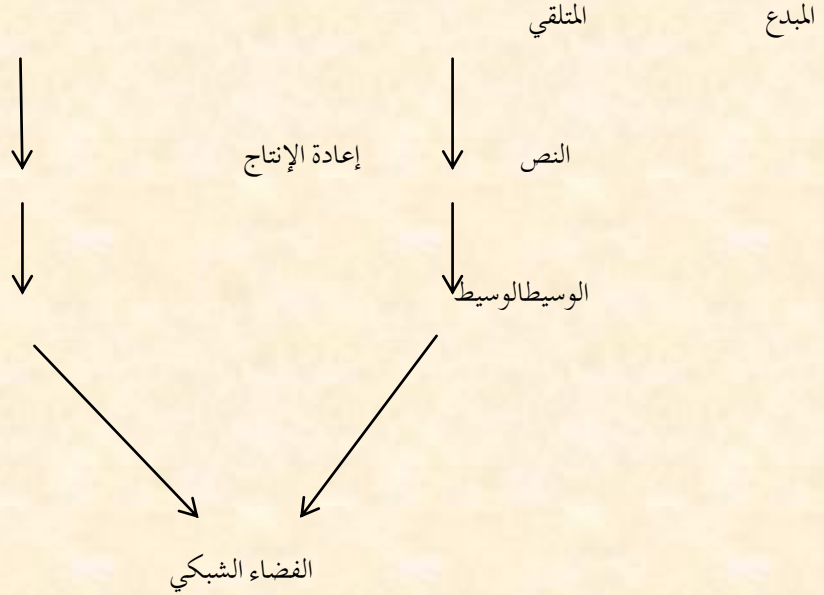 المبدع المتلقي
النص إعادة الإنتاج
الوسيطالوسيط
الفضاء الشبكي